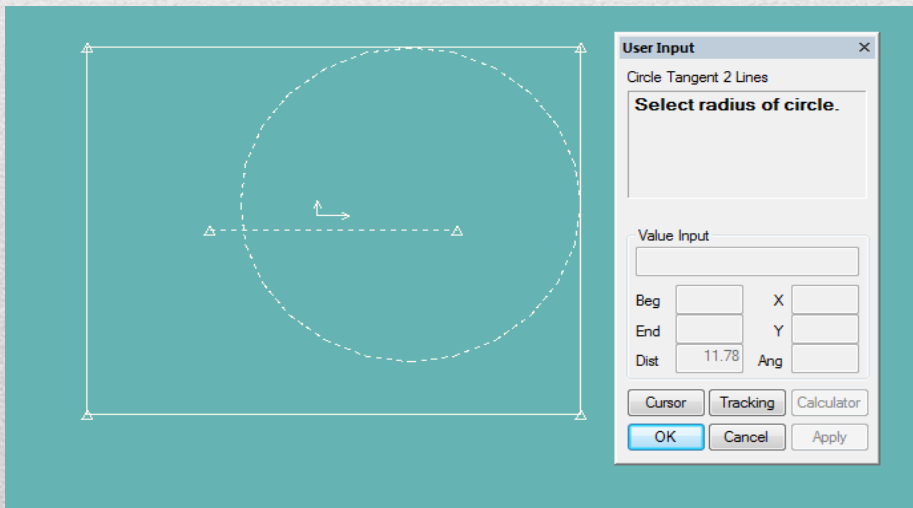 User Input
Circle Tangent 2 Lines
Select radius of circle.
Value Input
Beg X
End Y
Dist 11.78 Ang
Cursor Tracking Calculator
OK Cancel Apply